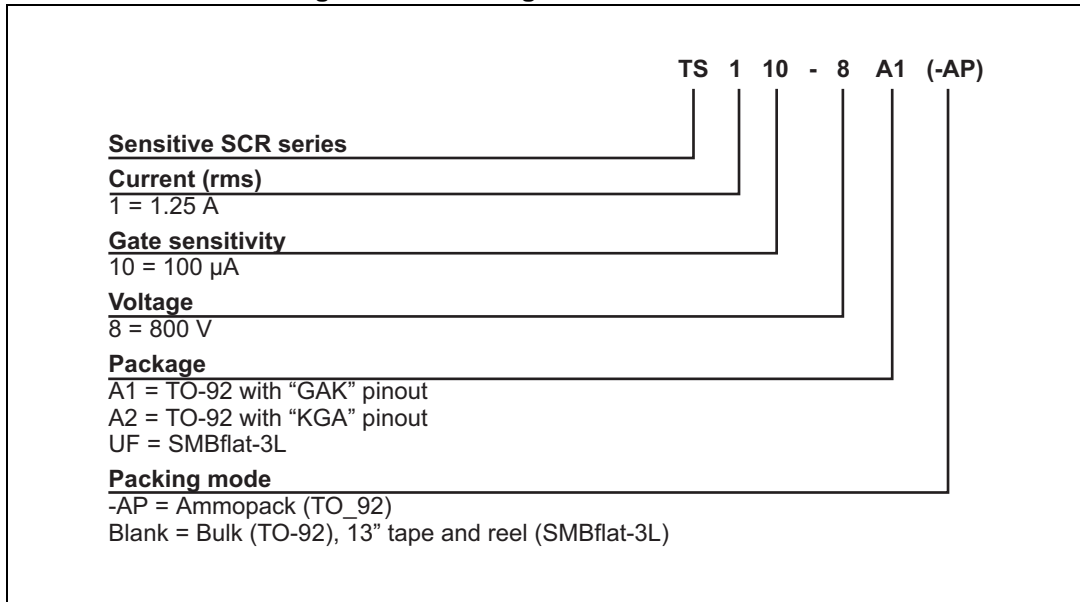 TS 1 10 - 8 A1 (-AP)
Sensitive SCR series
Current (rms)
1 = 1.25 A
Gate sensitivity
10 = 100 µA
Voltage
8 = 800 V
Package
A1 = TO-92 with “GAK” pinout
A2 = TO-92 with “KGA” pinout
UF = SMBflat-3L
Packing mode
-AP = Ammopack (TO_92)
Blank = Bulk (TO-92), 13” tape and reel (SMBflat-3L)